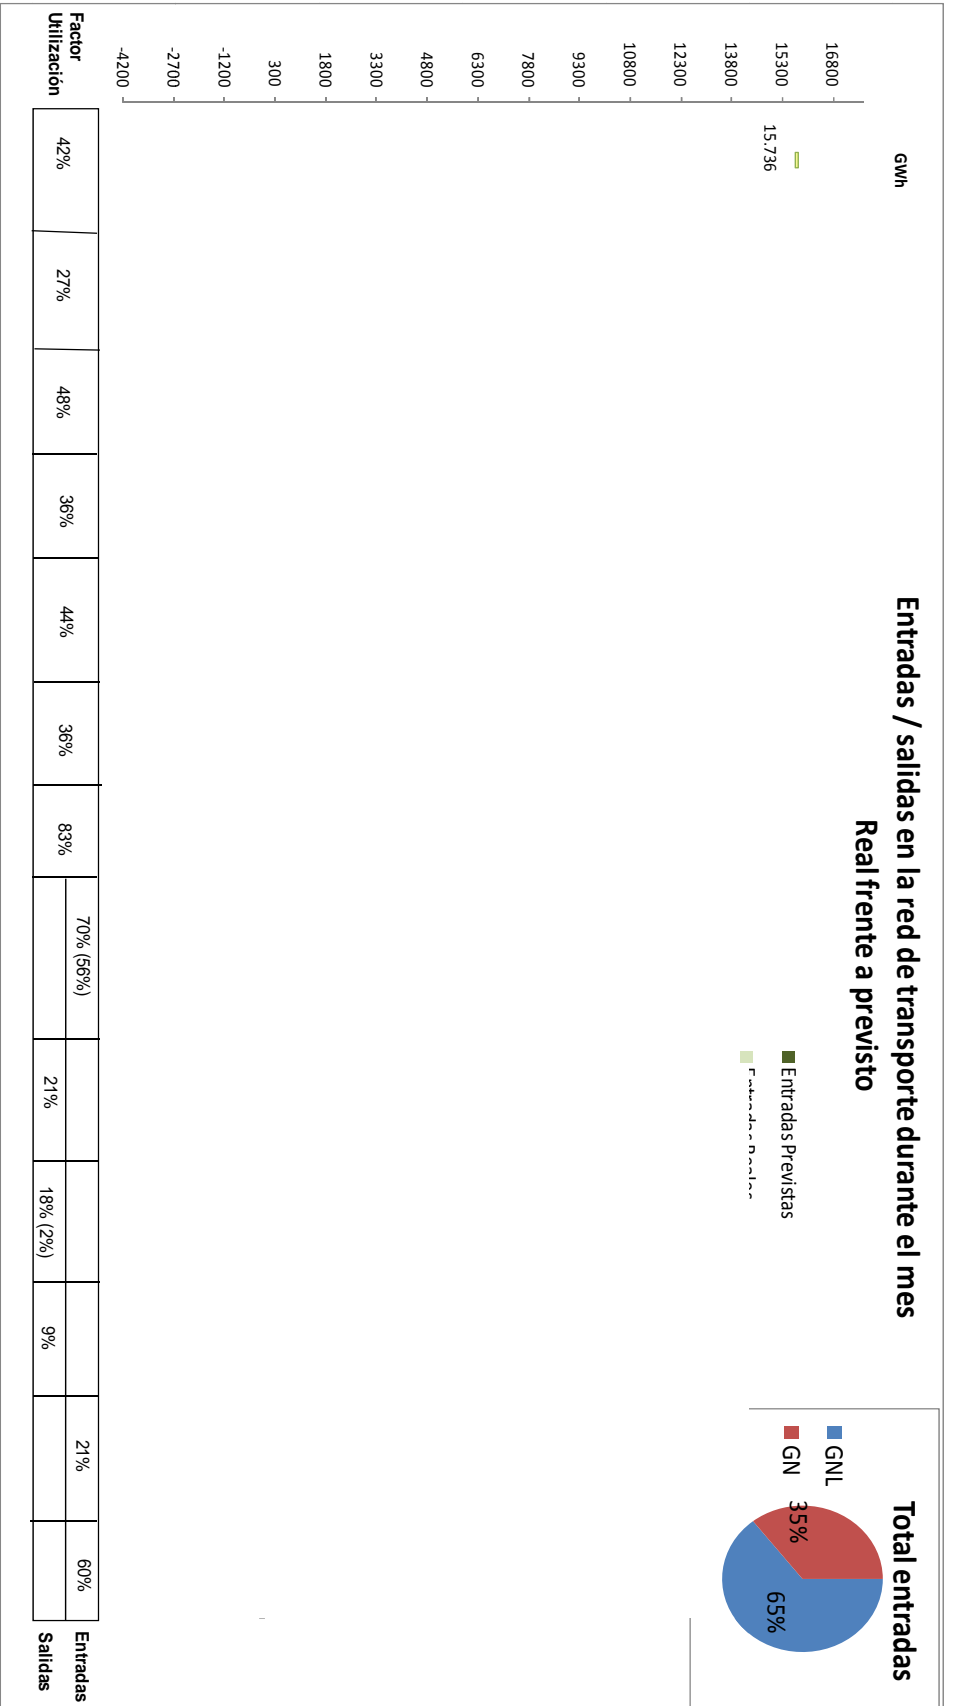 Entradas / salidas en la red de transporte durante el mes
Real frente a previsto
GWh
16800
15300
13800
12300
10800
9300
7800
6300
4800
3300
1800
300
-1200
-2700
-4200
15.736
Entradas Previstas
Entradas Reales
Total entradas
GNL
GN
35%
65%
Factor
Utilización
42%
27%
48%
36%
44%
36%
83%
70% (56%)
21%
18% (2%)
9%
21%
60%
Entradas
Salidas